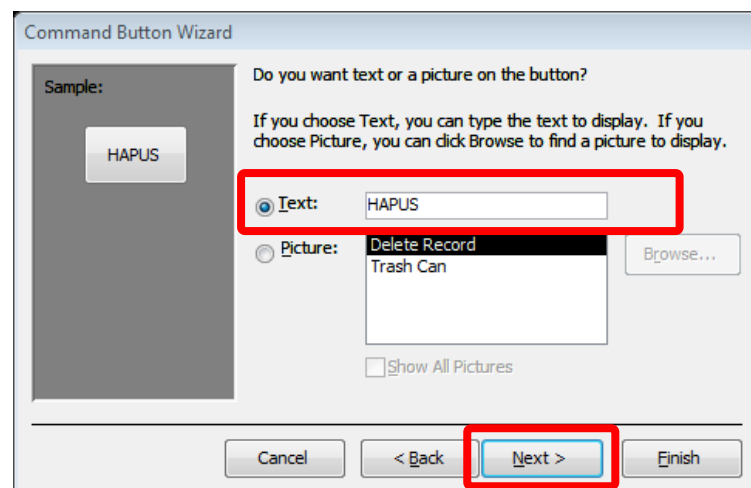 Command Button Wizard
Sample:
HAPUS
Do you want text or a picture on the button?
If you choose Text, you can type the text to display. If you
choose Picture, you can click Browse to find a picture to display.
Text: HAPUS
Picture: Delete Record
Trash Can
Browse...
Show All Pictures
Cancel < Back Next > Finish